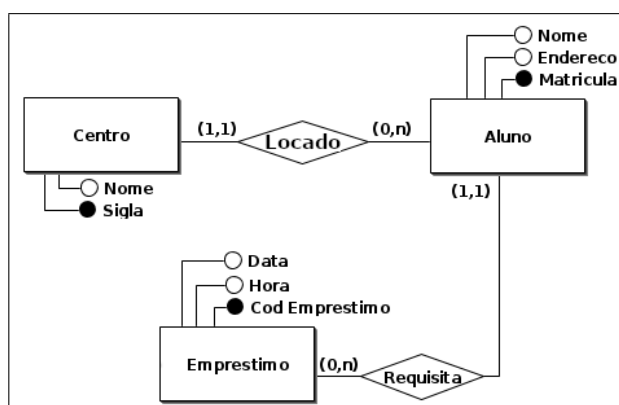 Nome
Endereco
Matricula
Centro
(1,1)
Locado
(0,n)
Aluno
Nome
Sigla
(1,1)
Data
Hora
Cod Emprestimo
Emprestimo
(0,n)
Requisita